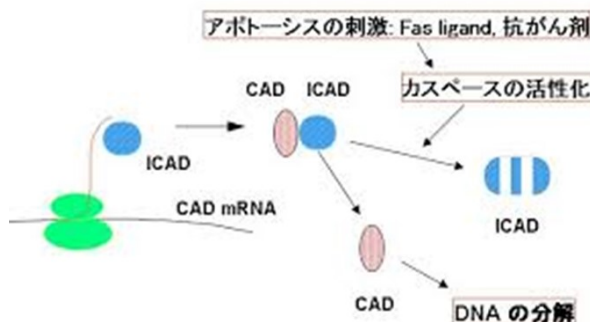 アポトーシスの刺激: Fas ligand, 抗がん剤
カスペースの活性化
CAD ICAD
ICAD
CAD mRNA
ICAD
CAD
DNA の分解